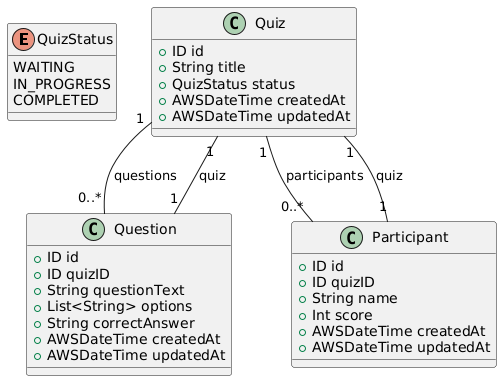 E QuizStatus
WAITING
IN_PROGRESS
COMPLETED
C Quiz
ID id
String title
QuizStatus status
AWSDateTime createdAt
AWSDateTime updatedAt
1
1
1
1
questions
quiz
participants
quiz
0..*
1
0..*
1
C Question
ID id
ID quizID
String questionText
List<String> options
String correctAnswer
AWSDateTime createdAt
AWSDateTime updatedAt
C Participant
ID id
ID quizID
String name
Int score
AWSDateTime createdAt
AWSDateTime updatedAt